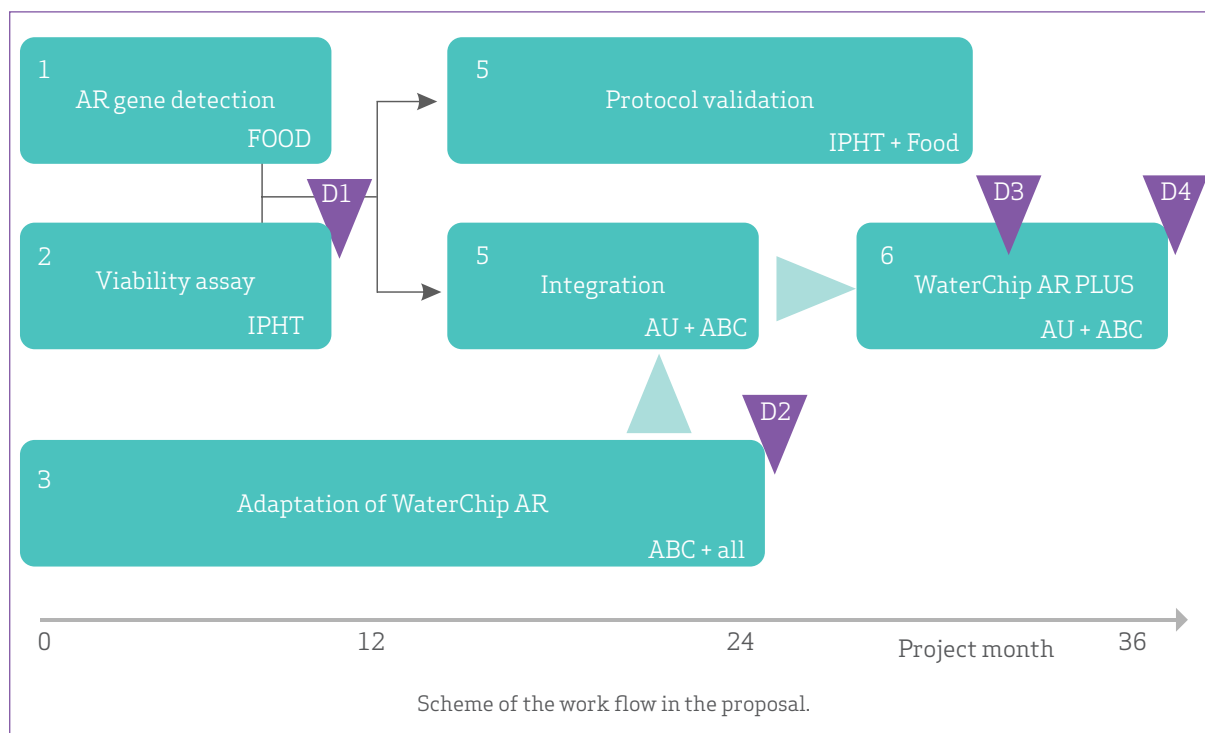 1
AR gene detection
FOOD
5
Protocol validation
IPHT + Food
D1
D3
D4
2
Viability assay
IPHT
5
Integration
AU + ABC
6
WaterChip AR PLUS
AU + ABC
D2
3
Adaptation of WaterChip AR
ABC + all
0
12
24
Project month
36
Scheme of the work flow in the proposal.